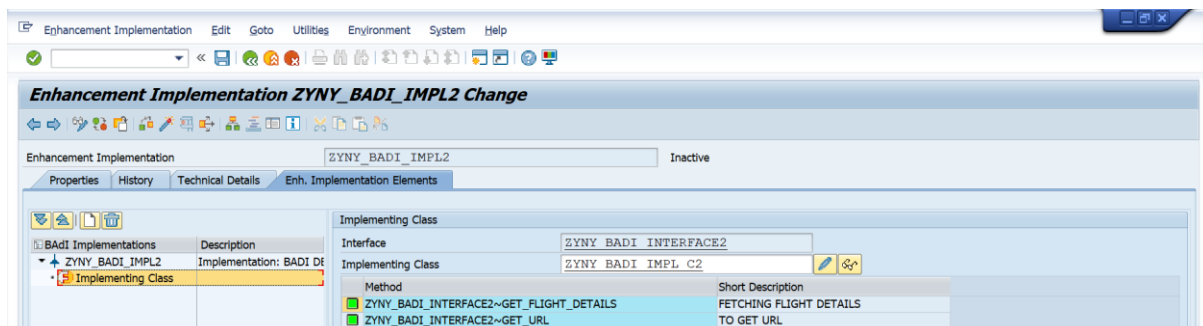 Enhancement Implementation Edit Goto Utilities Environment System Help
Enhancement Implementation ZYNY_BADI_IMPL2 Change
Enhancement Implementation ZYNY_BADI_IMPL2 Inactive
Properties History Technical Details Enh. Implementation Elements
Implementing Class
BAdI Implementations Description
Interface ZYNY_BADI_INTERFACE2
ZYNY_BADI_IMPL2 Implementation: BADI DE
Implementing Class ZYNY_BADI_IMPL_C2
Implementing Class
Method Short Description
ZYNY_BADI_INTERFACE2~GET_FLIGHT_DETAILS FETCHING FLIGHT DETAILS
ZYNY_BADI_INTERFACE2~GET_URL TO GET URL